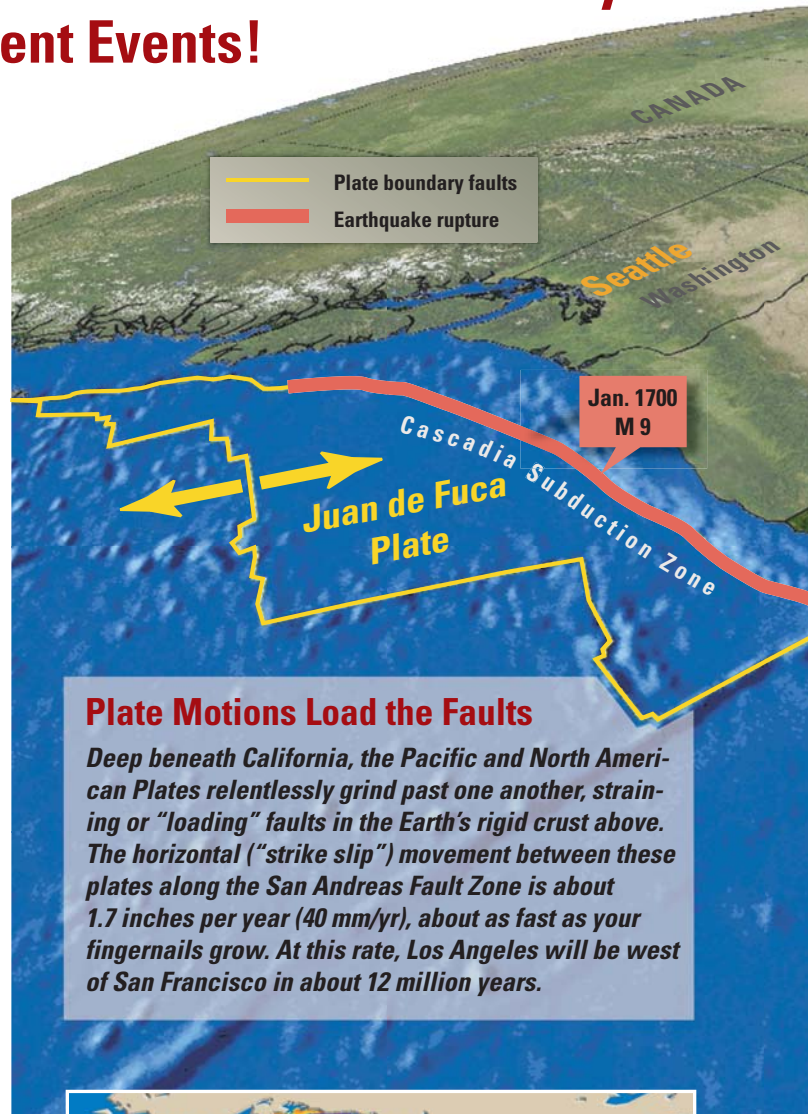 ent Events!
CANADA
Plate boundary faults
Earthquake rupture
Seattle
Washington
Jan. 1700
M 9
Cascadia Subduction Zone
Juan de Fuca
Plate
Plate Motions Load the Faults
Deep beneath California, the Pacific and North Ameri-
can Plates relentlessly grind past one another, strain-
ing or “loading” faults in the Earth’s rigid crust above.
The horizontal (“strike slip”) movement between these
plates along the San Andreas Fault Zone is about
1.7 inches per year (40 mm/yr), about as fast as your
fingernails grow. At this rate, Los Angeles will be west
of San Francisco in about 12 million years.